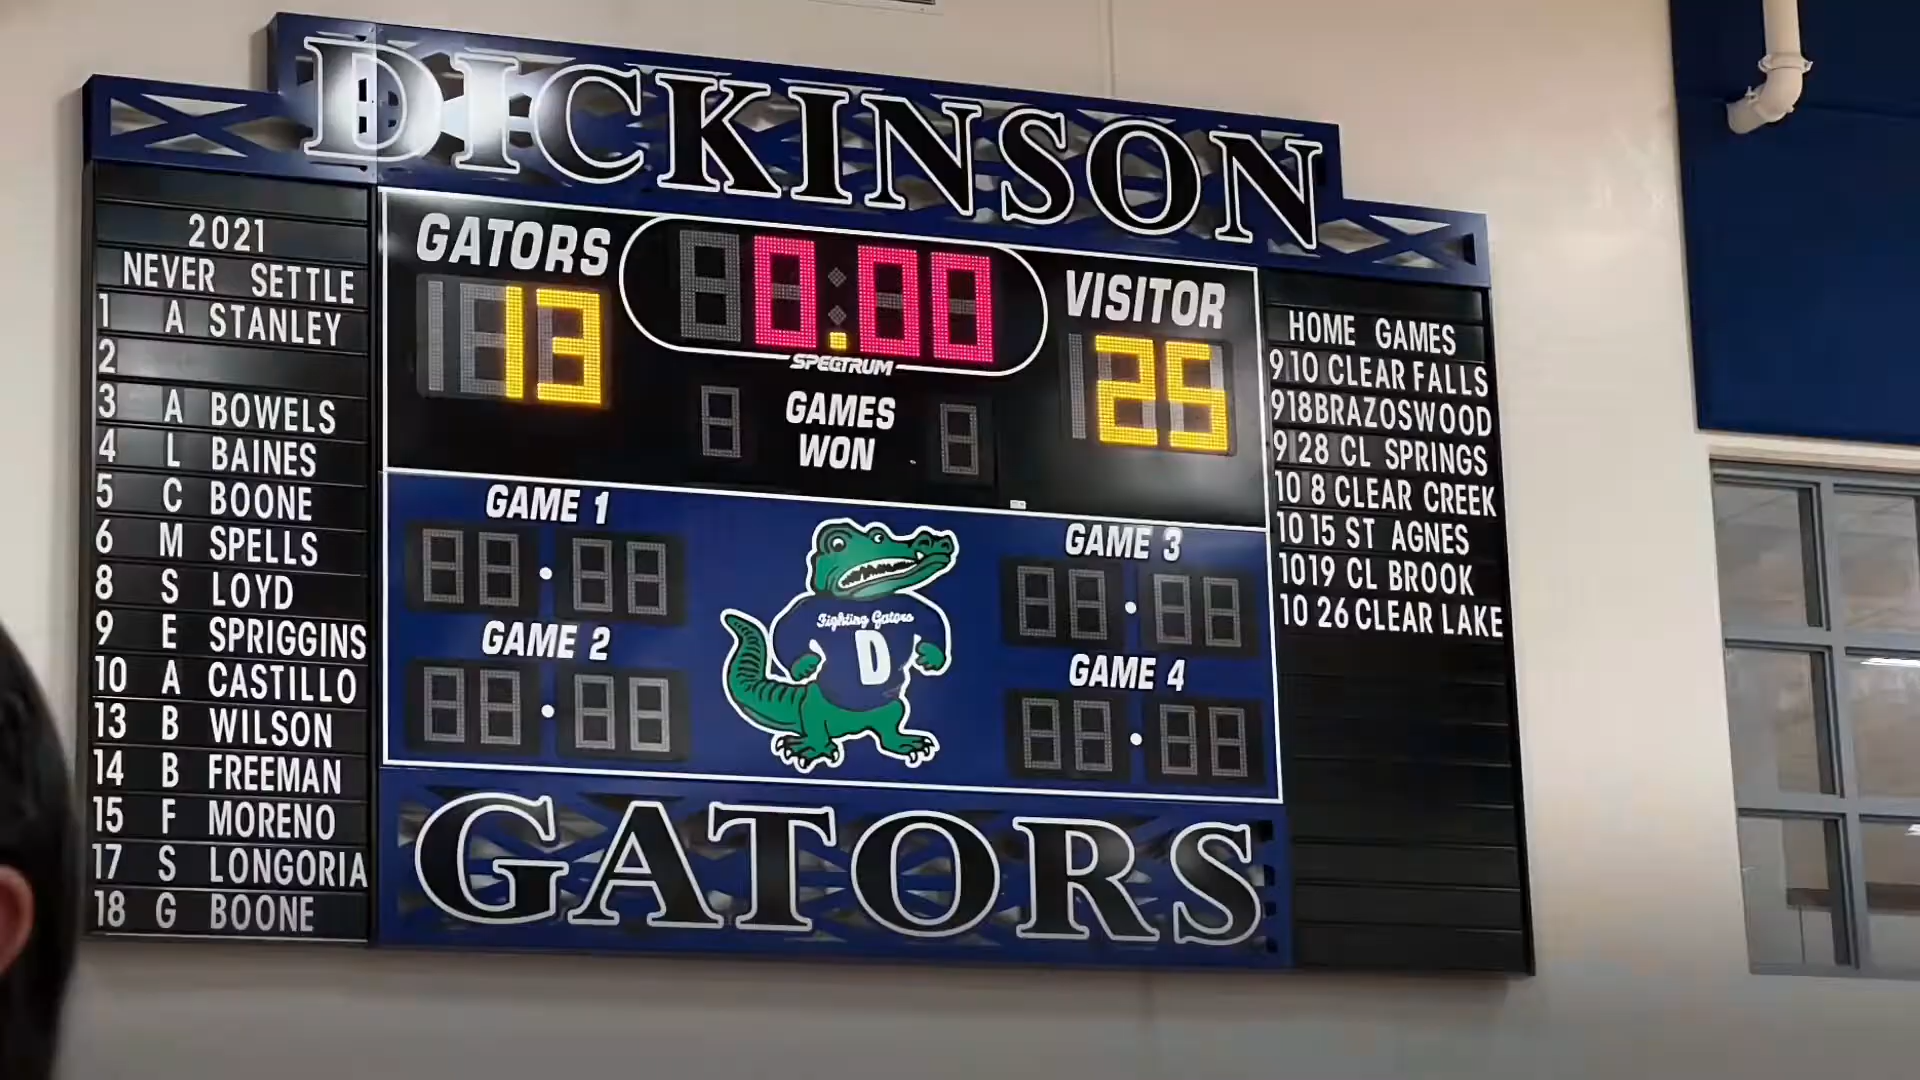 DICKINSON
2021
NEVER SETTLE
1 A STANLEY
2
3 A BOWELS
4 L BAINES
5 C BOONE
6 M SPELLS
8 S LOYD
9 E SPRIGGINS
10 A CASTILLO
13 B WILSON
14 B FREEMAN
15 F MORENO
17 S LONGORIA
18 G BOONE
GATORS
13
0.00
SPECTRUM
VISITOR
25
GAMES
WON
GAME 1
GAME 2
Fighting Gators
D
GAME 3
GAME 4
GATORS
HOME GAMES
9 10 CLEAR FALLS
9 18 BRAZOSWOOD
9 28 CL SPRINGS
10 8 CLEAR CREEK
10 15 ST AGNES
10 19 CL BROOK
10 26 CLEAR LAKE